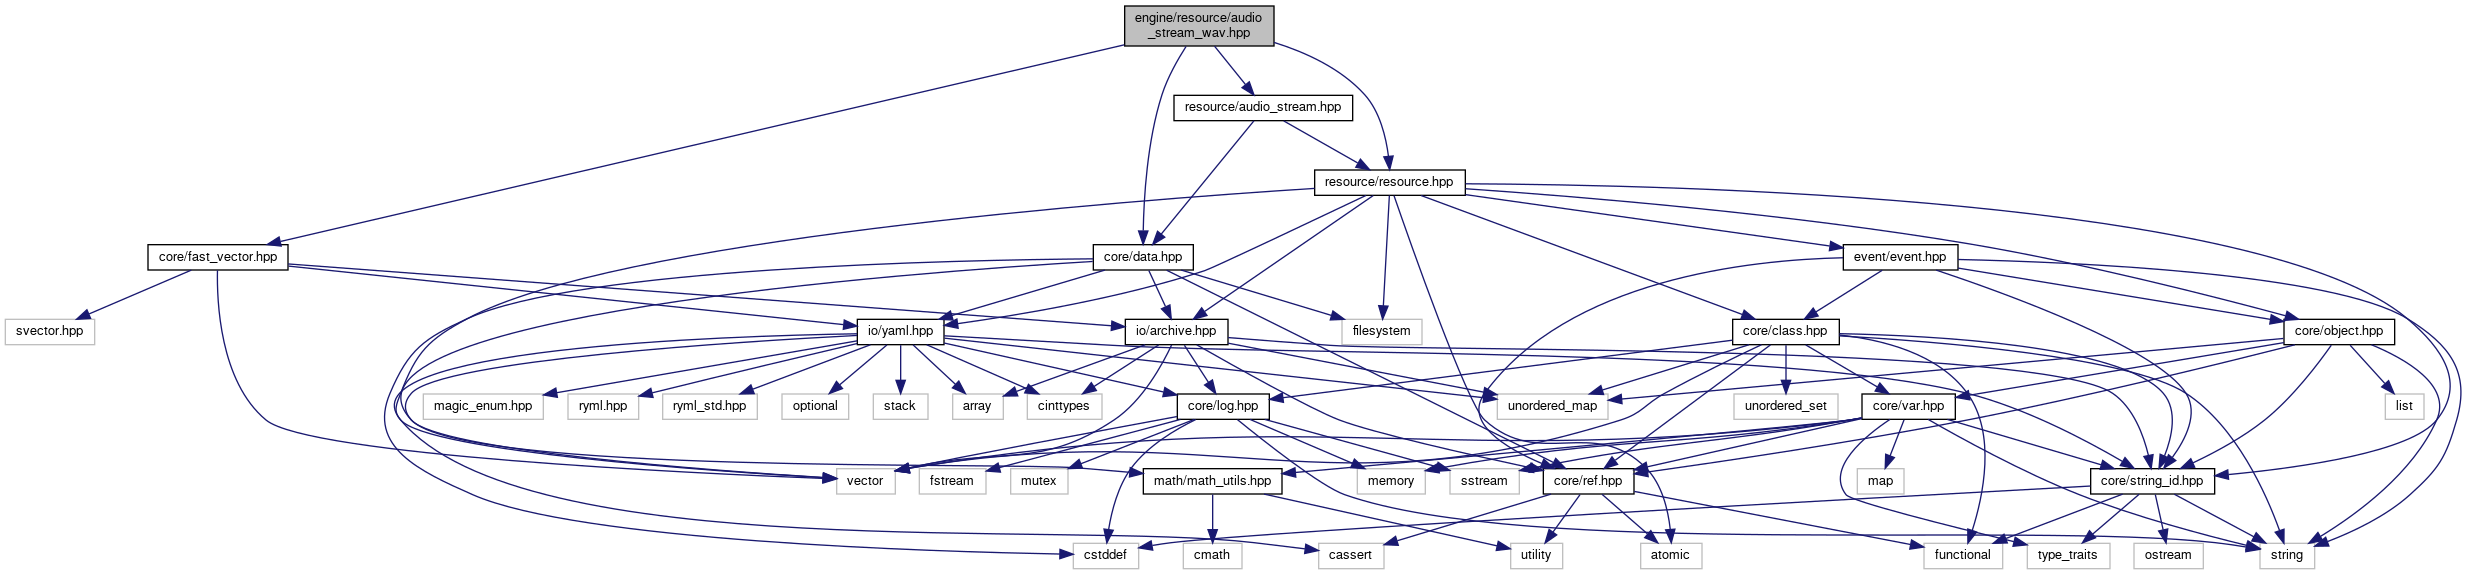 engine/resource/audio
_stream_wav.hpp
resource/audio_stream.hpp
resource/resource.hpp
core/fast_vector.hpp
core/data.hpp
event/event.hpp
svector.hpp
io/yaml.hpp
io/archive.hpp
filesystem
core/class.hpp
core/object.hpp
magic_enum.hpp
ryml.hpp
ryml_std.hpp
optional
stack
array
cinttypes
core/log.hpp
unordered_map
unordered_set
core/var.hpp
list
vector
fstream
mutex
math/math_utils.hpp
memory
sstream
core/ref.hpp
map
core/string_id.hpp
cstddef
cmath
cassert
utility
atomic
functional
type_traits
ostream
string